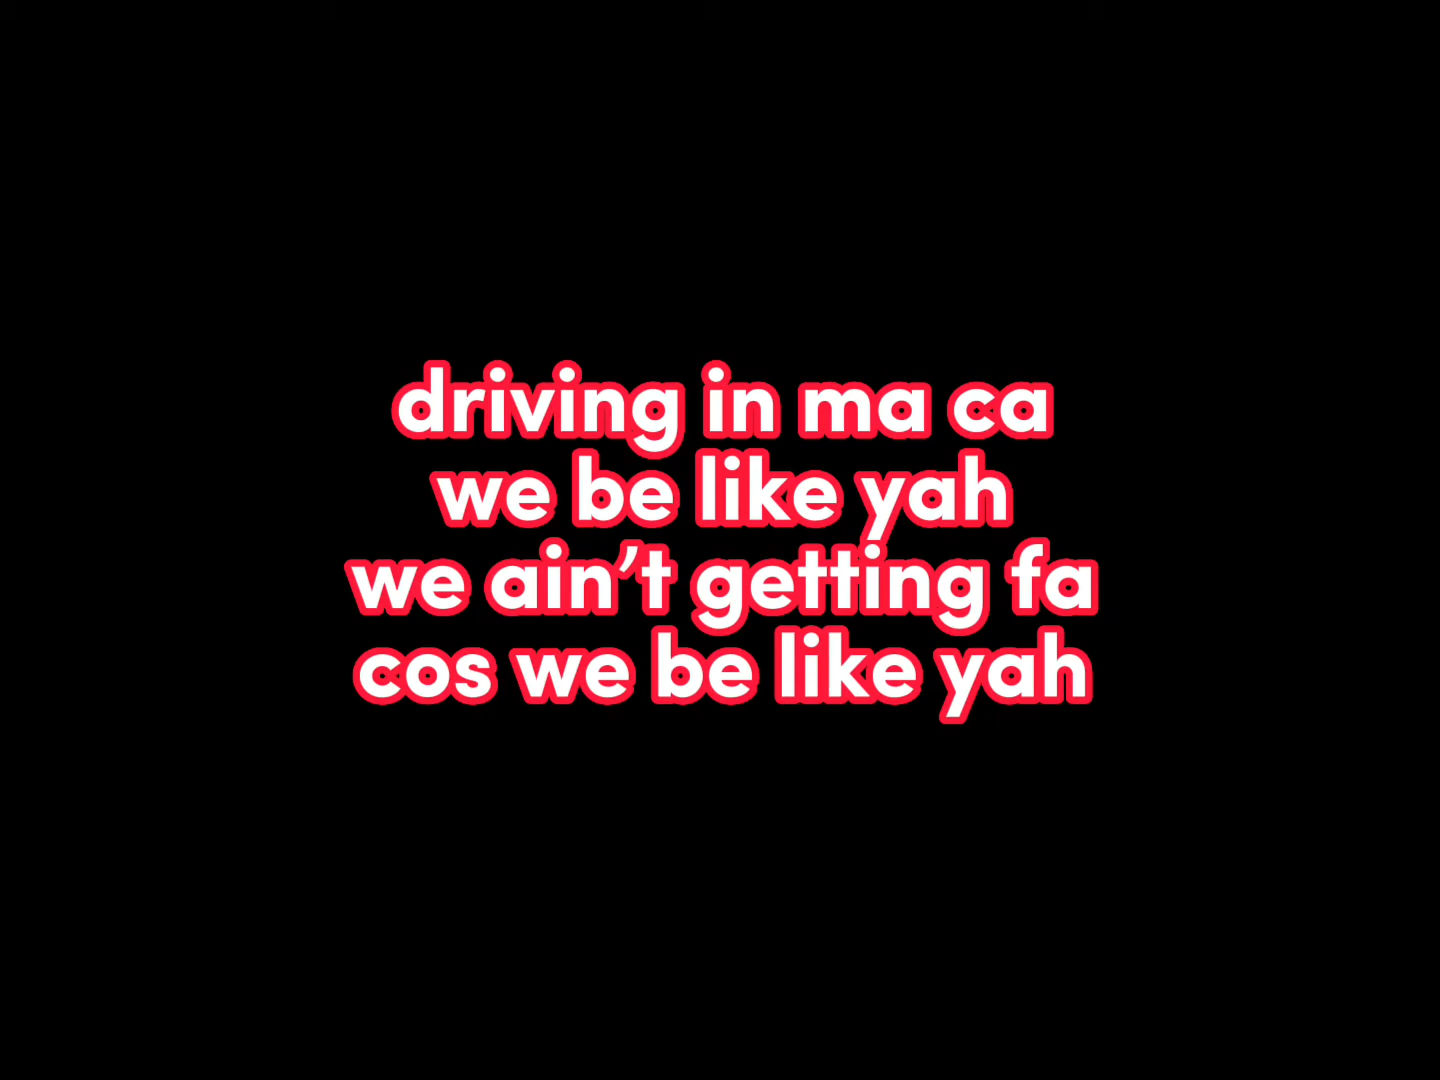 driving in ma ca
we be like yah
we ain’t getting fa
cos we be like yah